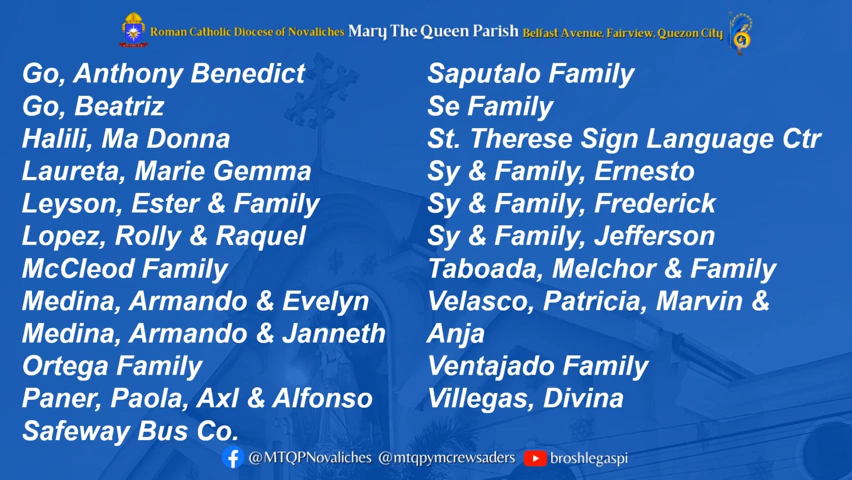 Roman Catholic Diocese of Novaliches Mary The Queen Parish Belfast Avenue, Fairview, Quezon City
Go, Anthony Benedict
Go, Beatriz
Halili, Ma Donna
Laureta, Marie Gemma
Leyson, Ester & Family
Lopez, Rolly & Raquel
McCleod Family
Medina, Armando & Evelyn
Medina, Armando & Janneth
Ortega Family
Paner, Paola, Axl & Alfonso
Safeway Bus Co.
Saputalo Family
Se Family
St. Therese Sign Language Ctr
Sy & Family, Ernesto
Sy & Family, Frederick
Sy & Family, Jefferson
Taboada, Melchor & Family
Velasco, Patricia, Marvin &
Anja
Ventajado Family
Villegas, Divina
@MTQPNovaliches @mtqpymcrewsaders broshlegaspi